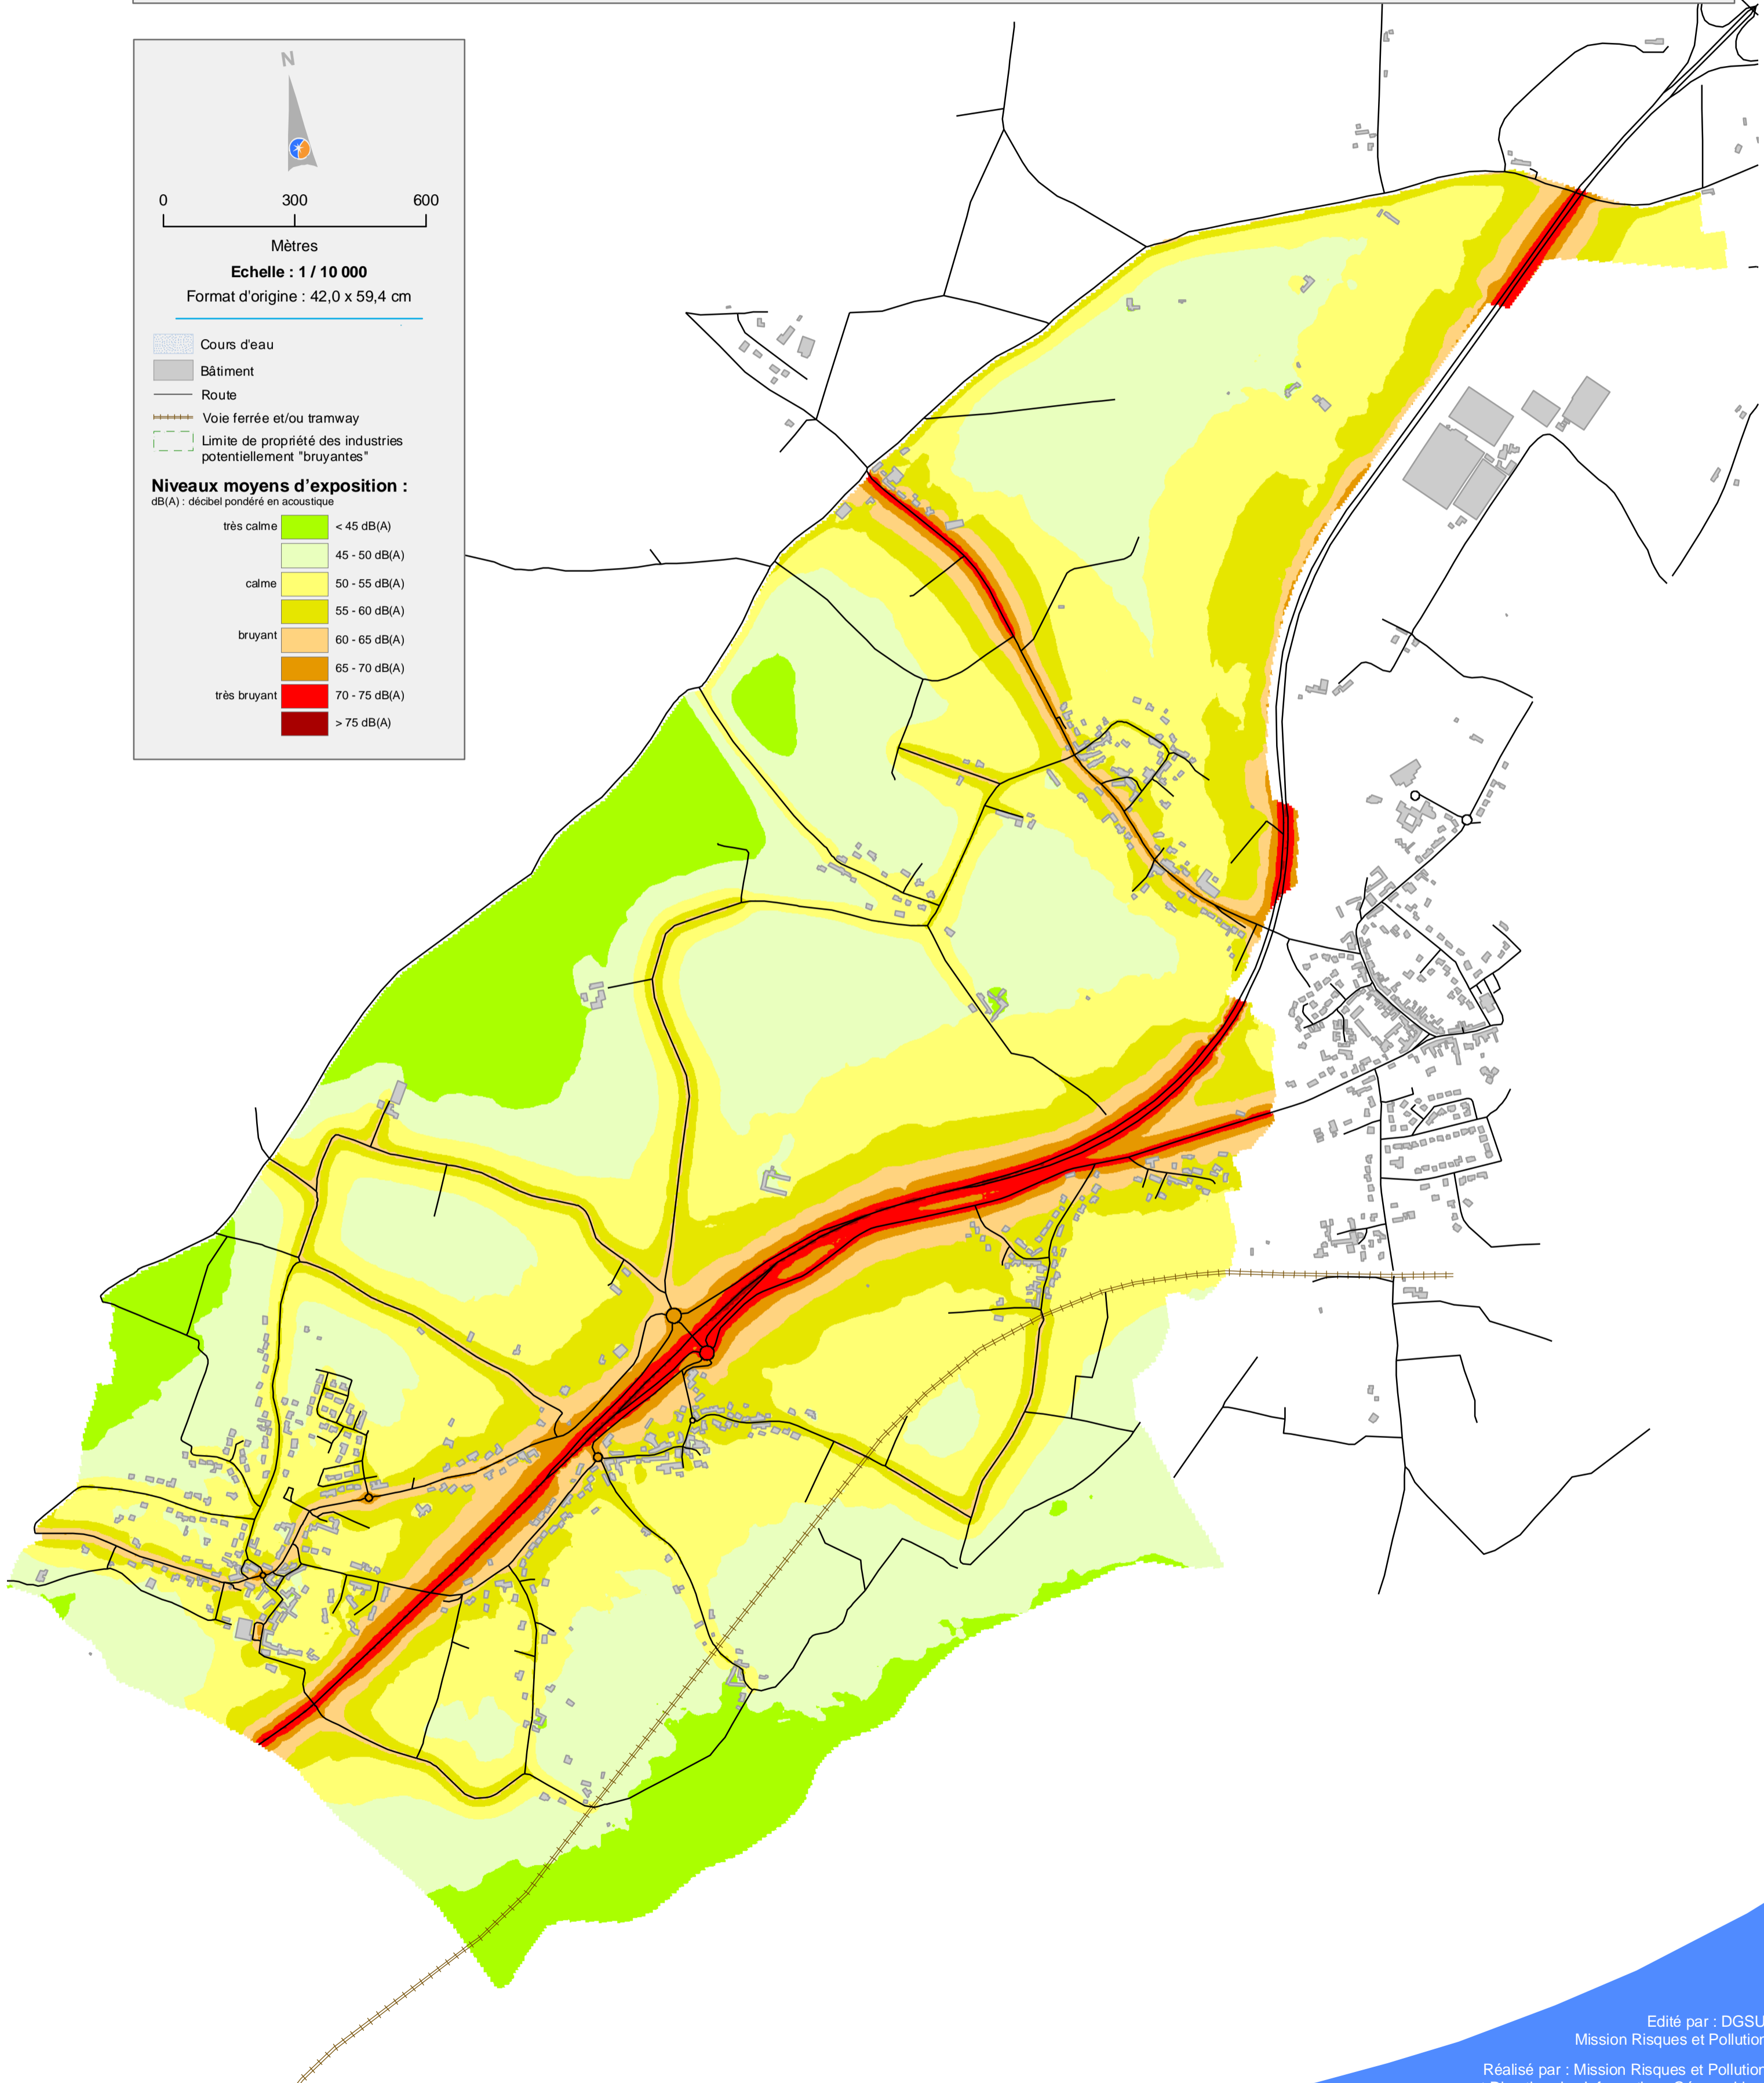 N
0 300 600
Mètres
Echelle : 1 / 10 000
Format d'origine : 42,0 x 59,4 cm
Cours d'eau
Bâtiment
Route
Voie ferrée et/ou tramway
Limite de propriété des industries
potentiellement "bruyantes"
Niveaux moyens d'exposition :
dB(A) : décibel pondéré en acoustique
très calme < 45 dB(A)
45 - 50 dB(A)
calme 50 - 55 dB(A)
55 - 60 dB(A)
bruyant 60 - 65 dB(A)
65 - 70 dB(A)
très bruyant 70 - 75 dB(A)
> 75 dB(A)
Edité par : DGSU
Mission Risques et Pollution
Réalisé par : Mission Risques et Pollution